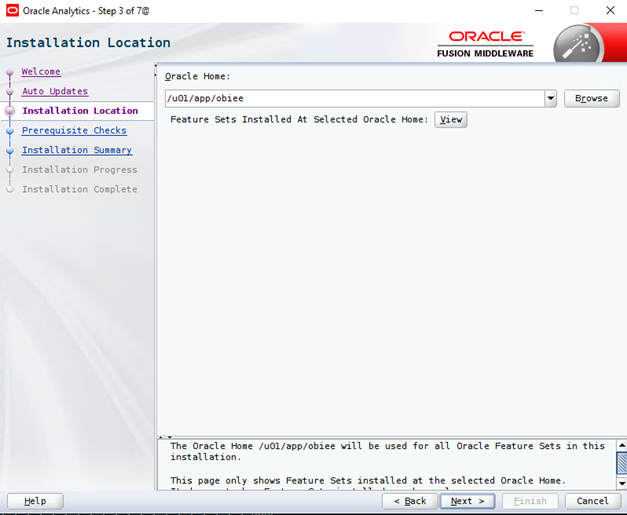 Oracle Analytics - Step 3 of 7@
Installation Location
ORACLE
FUSION MIDDLEWARE
Welcome
Auto Updates
Installation Location
Prerequisite Checks
Installation Summary
Installation Progress
Installation Complete
Oracle Home:
/u01/app/obiee
Browse
Feature Sets Installed At Selected Oracle Home: View
The Oracle Home /u01/app/obiee will be used for all Oracle Feature Sets in this
installation.
This page only shows Feature Sets installed at the selected Oracle Home.
Help
< Back
Next >
Finish
Cancel